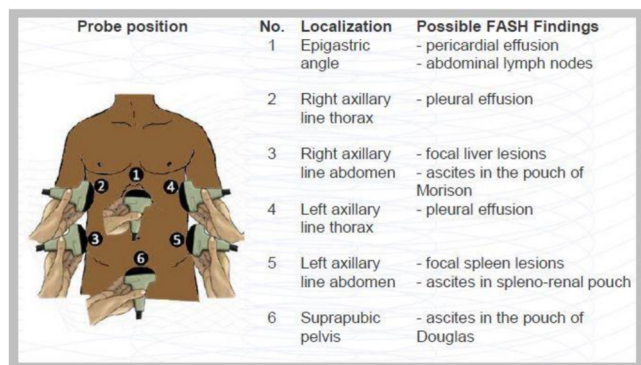 Probe position
No. Localization Possible FASH Findings
1 Epigastric - pericardial effusion
angle - abdominal lymph nodes
2 Right axillary - pleural effusion
line thorax
3 Right axillary - focal liver lesions
line abdomen - ascites in the pouch of
Morison
4 Left axillary - pleural effusion
line thorax
5 Left axillary - focal spleen lesions
line abdomen - ascites in spleno-renal pouch
6 Suprapubic - ascites in the pouch of
pelvis Douglas
1
2
4
3
5
6